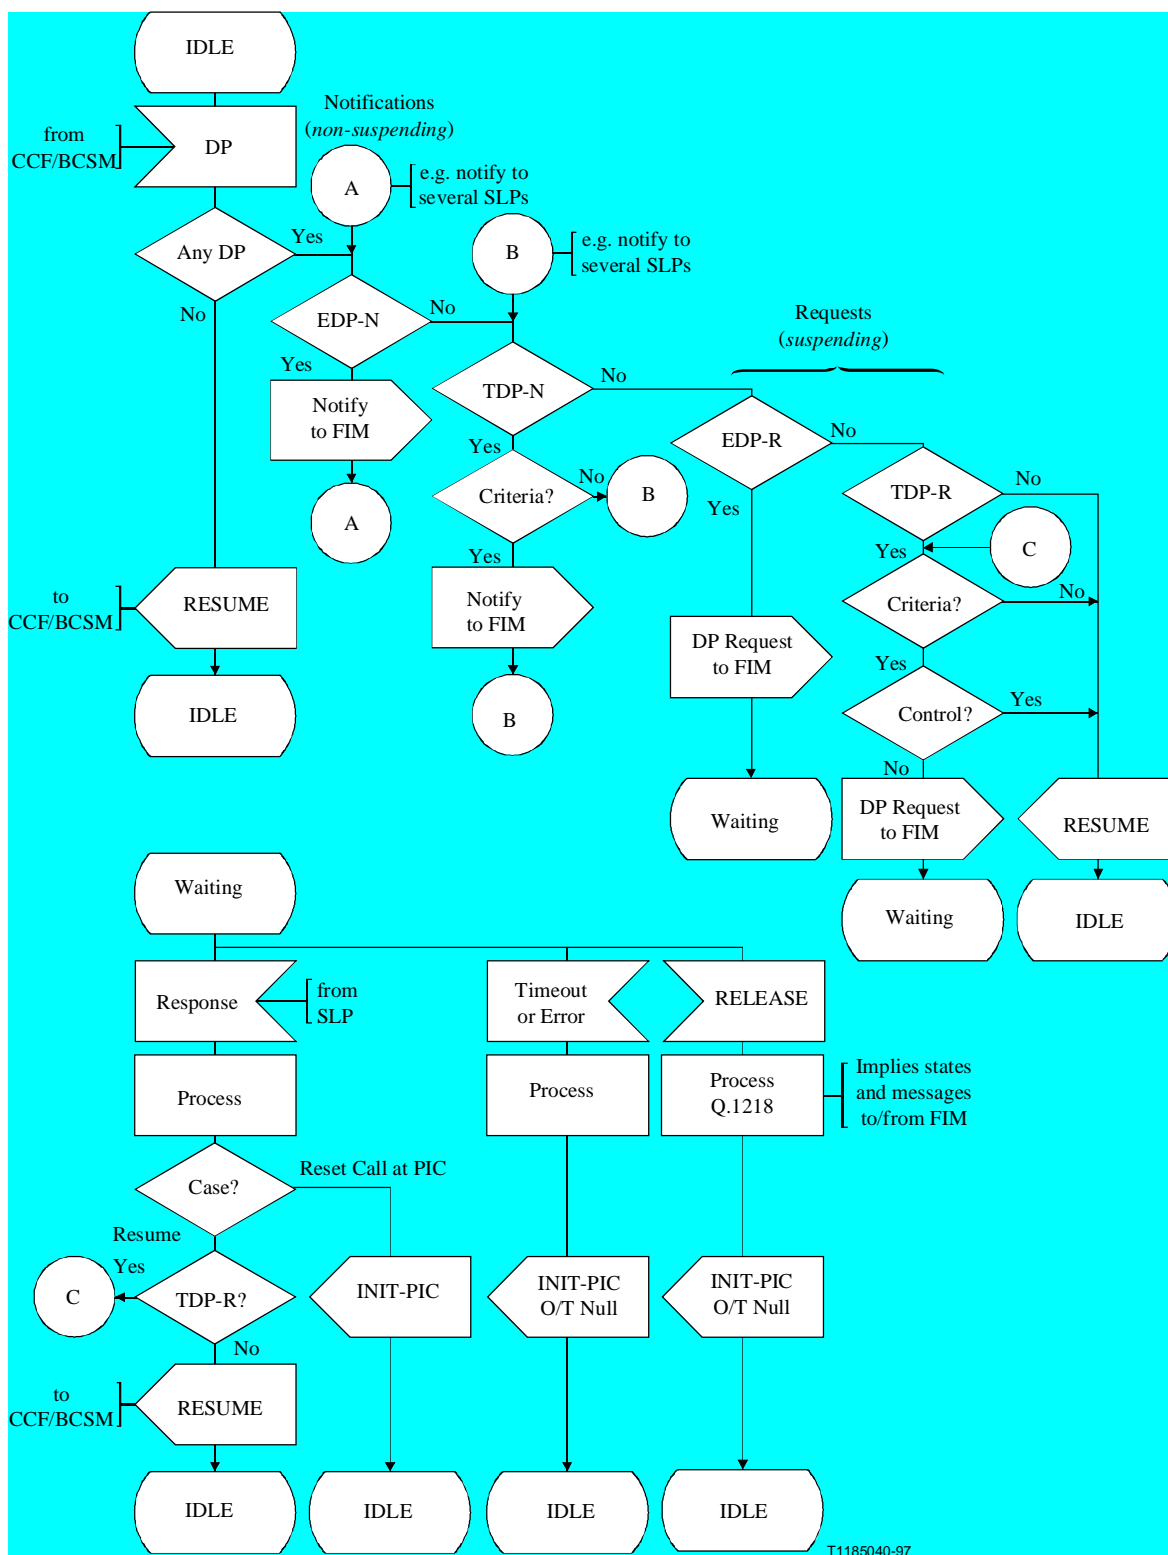 IDLE
from
CCF/BCSM
DP
Notifications
(non-suspending)
A
e.g. notify to
several SLPs
Any DP
Yes
No
B
e.g. notify to
several SLPs
EDP-N
No
Yes
Requests
(suspending)
Notify
to FIM
TDP-N
No
Yes
EDP-R
No
Yes
A
Criteria?
No
B
Yes
TDP-R
No
Yes
C
to
CCF/BCSM
RESUME
Notify
to FIM
Criteria?
No
Yes
DP Request
to FIM
IDLE
B
Control?
Yes
No
Waiting
DP Request
to FIM
RESUME
Waiting
IDLE
Waiting
Response
from
SLP
Timeout
or Error
RELEASE
Process
Process
Process
Q.1218
Implies states
and messages
to/from FIM
Case?
Reset Call at PIC
Resume
Yes
C
TDP-R?
No
INIT-PIC
INIT-PIC
O/T Null
INIT-PIC
O/T Null
to
CCF/BCSM
RESUME
IDLE
IDLE
IDLE
IDLE
T1185040-97